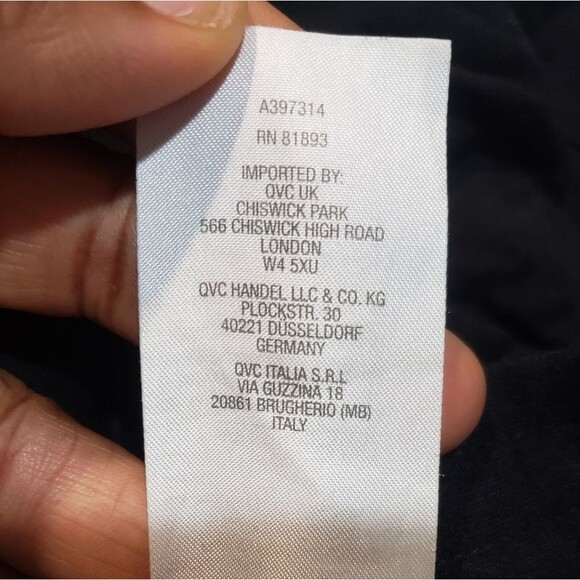 A397314
RN 81893
IMPORTED BY:
QVC UK
CHISWICK PARK
566 CHISWICK HIGH ROAD
LONDON
W4 5XU
QVC HANDEL LLC & CO. KG
PLOCKSTR. 30
40221 DÜSSELDORF
GERMANY
QVC ITALIA S.R.L
VIA GUZZINA 18
20861 BRUGHERIO (MB)
ITALY